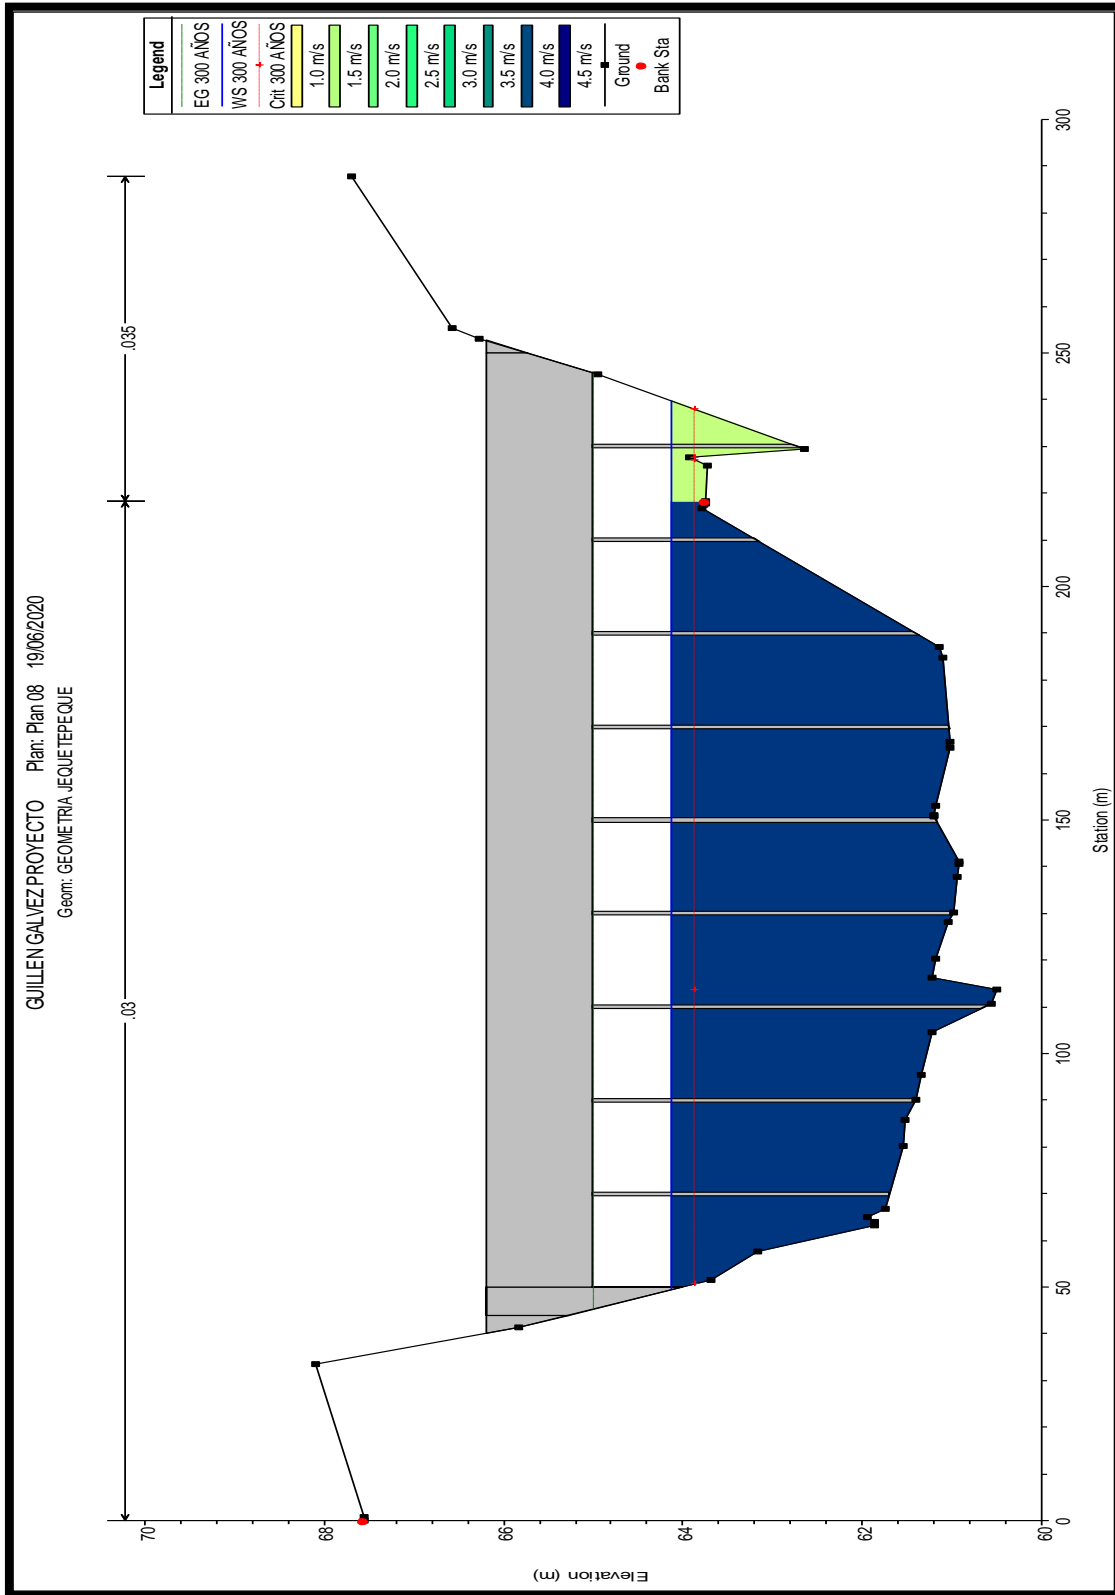 GUILLEN GALVEZ PROYECTO Plan: Plan 08 19/06/2020
Geom: GEOMETRIA JEQUETEPEQUE
.03
.035
Legend
EG 300 AÑOS
WS 300 AÑOS
Crit 300 AÑOS
1.0 m/s
1.5 m/s
2.0 m/s
2.5 m/s
3.0 m/s
3.5 m/s
4.0 m/s
4.5 m/s
Ground
Bank Sta
Elevation (m)
70
68
66
64
62
60
0
50
100
150
200
250
300
Station (m)